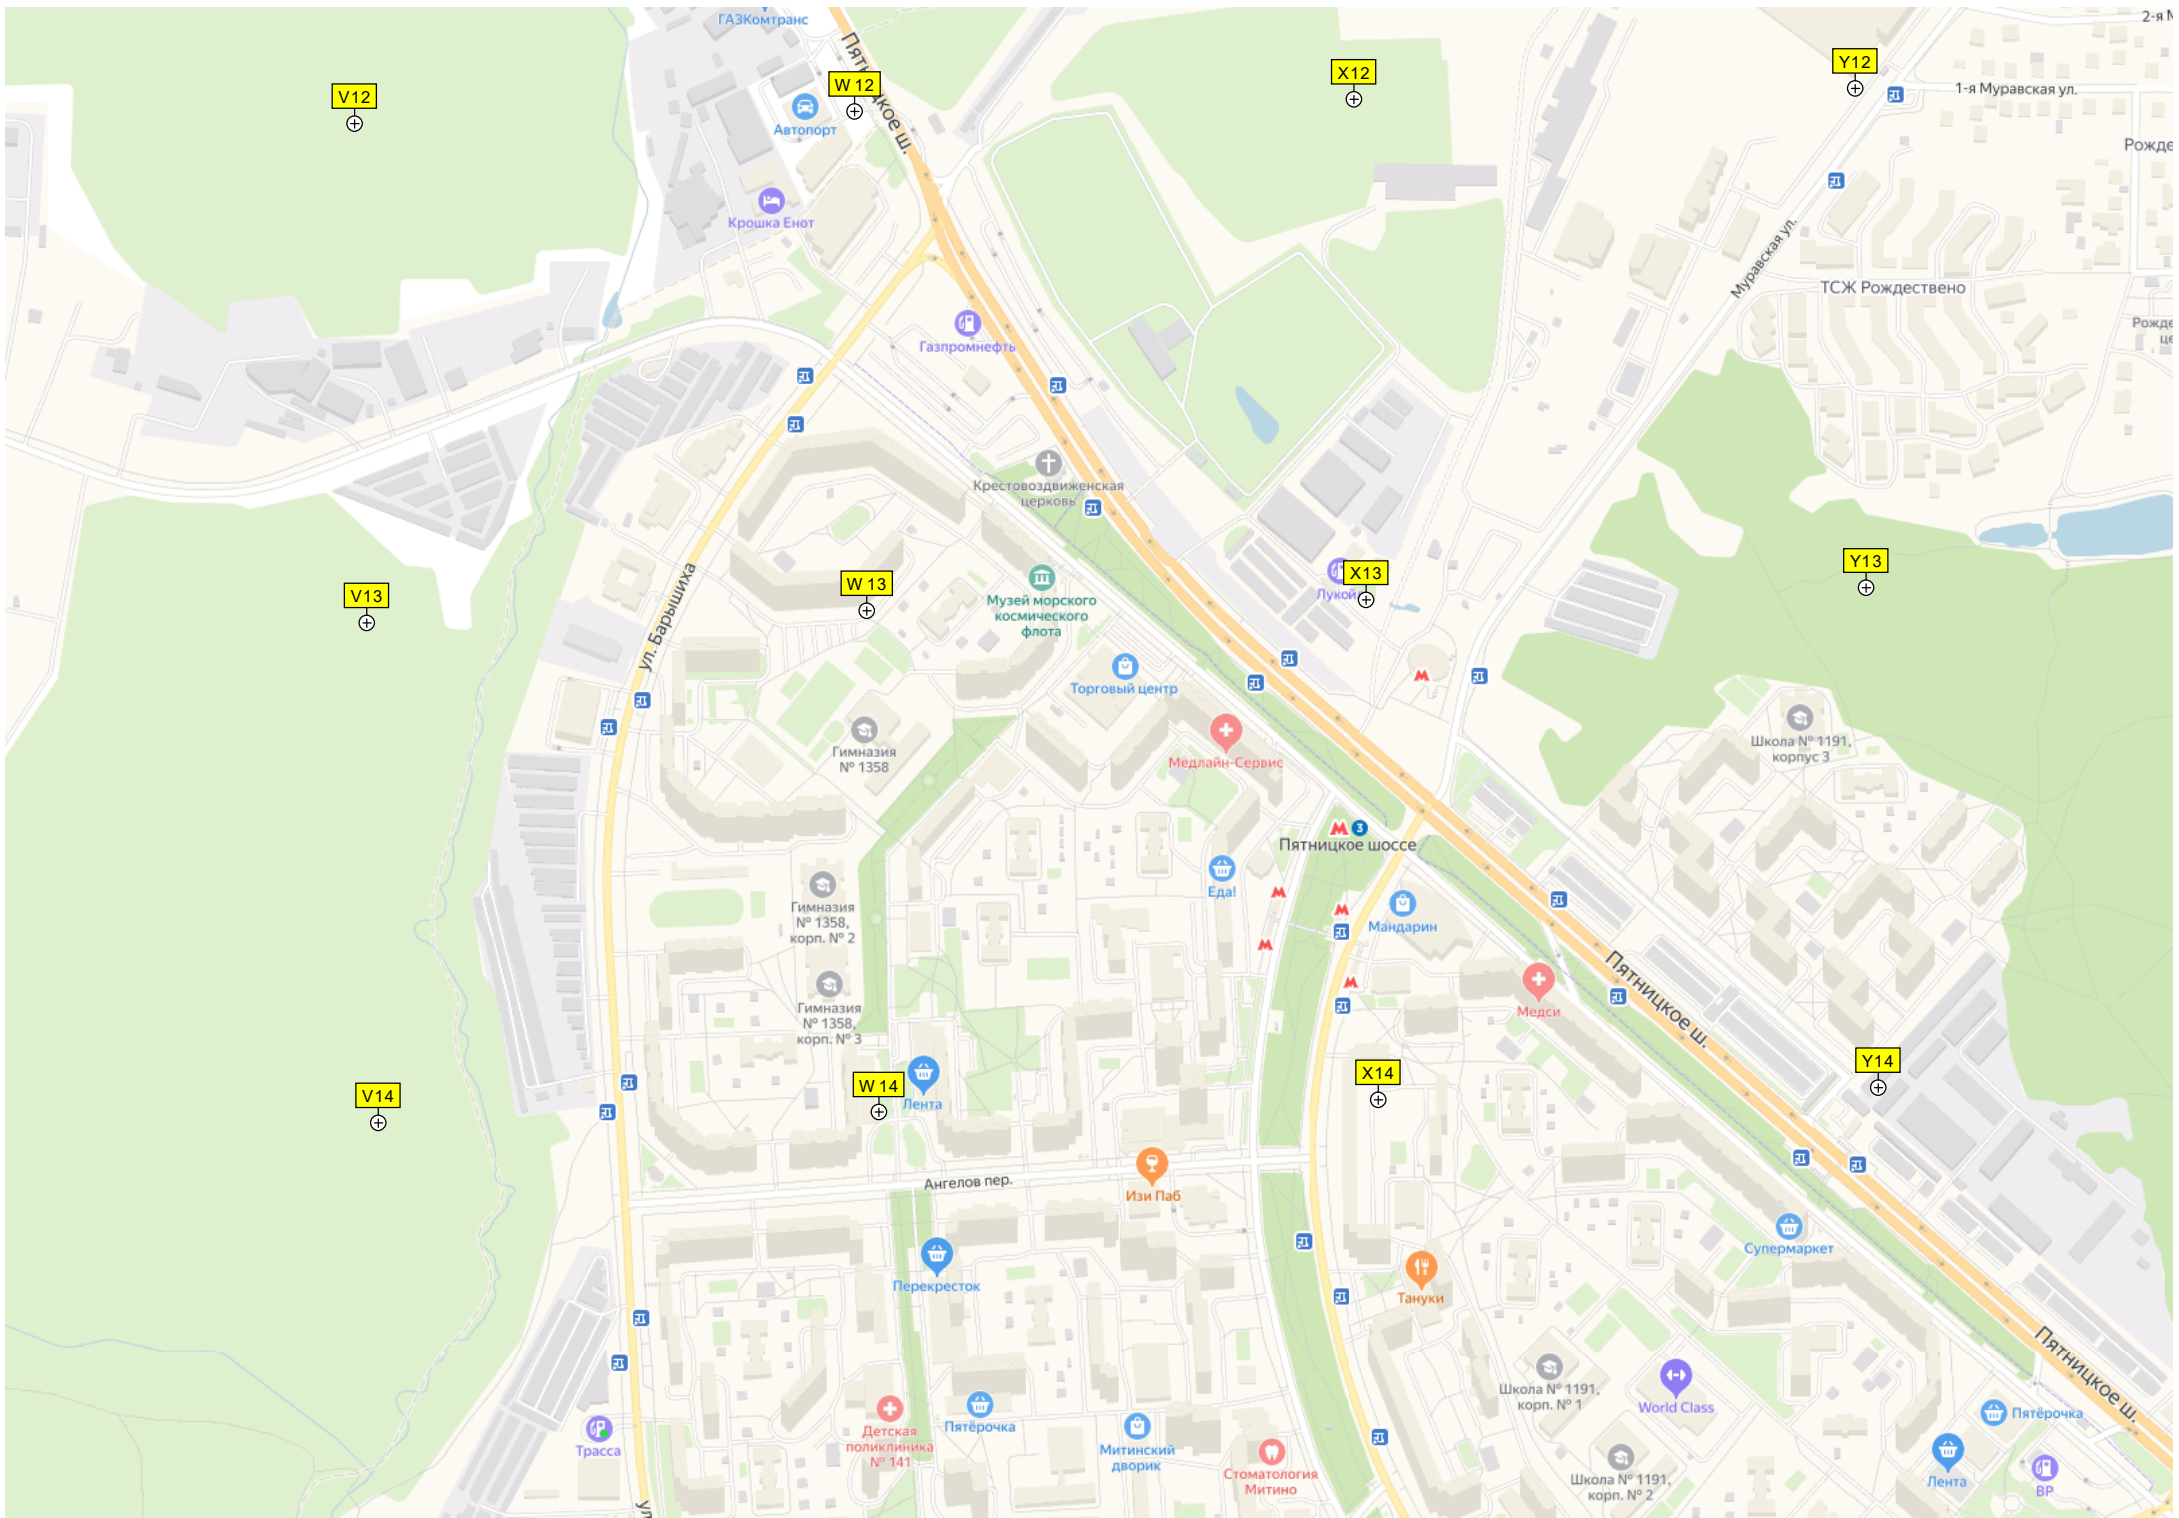 ГАЗКомтранс
2-я М
Пятницкое ш.
V12
W 12
X12
Y12
1-я Муравская ул.
Автопорт
Рожде
Крошка Енот
Муравская ул.
ТСЖ Рождествено
Рожде
це
Газпромнефть
Крестовоздвиженская
церковь
V13
W 13
X13
Y13
Лукойл
Музей морского
космического
флота
ул. Барышиха
Торговый центр
Гимназия
№ 1358
Медлайн-Сервис
Школа № 1191,
корпус 3
3
Пятницкое шоссе
Еда!
Гимназия
№ 1358,
корп. № 2
Мандарин
Пятницкое ш.
Гимназия
№ 1358,
корп. № 3
Медси
V14
W 14
X14
Y14
Лента
Ангелов пер.
Изи Паб
Супермаркет
Перекресток
Тануки
Школа № 1191,
корп. № 1
World Class
Пятницкое ш.
Трасса
Детская
поликлиника
№ 141
Пятёрочка
Митинский
дворик
Стоматология
Митино
Школа № 1191,
корп. № 2
Пятёрочка
Лента
BP
ул